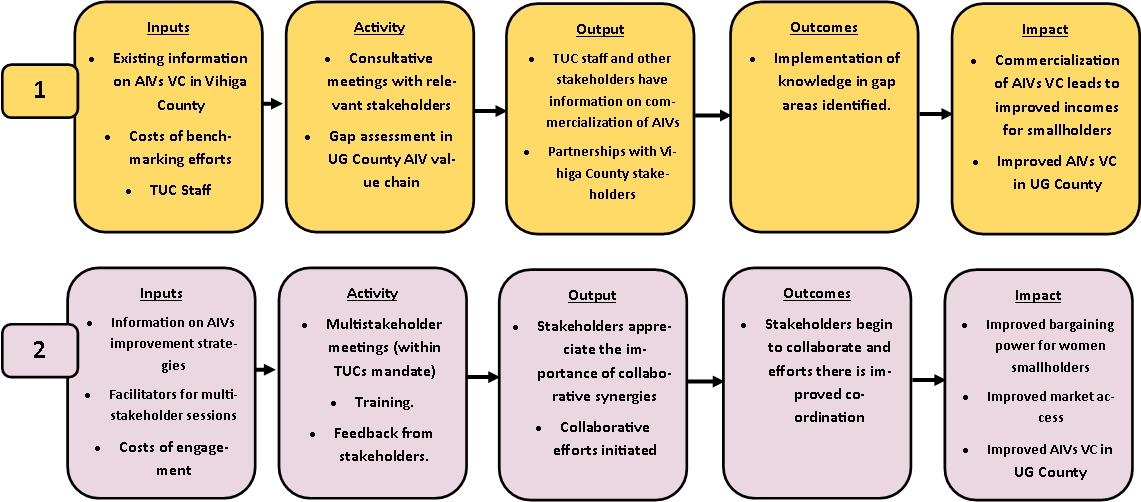 1
Inputs
• Existing information
on AIVs VC in Vihiga
County
• Costs of bench-
marking efforts
• TUC Staff
Activity
• Consultative
meetings with rele-
vant stakeholders
• Gap assessment in
UG County AIV val-
ue chain
Output
• TUC staff and other
stakeholders have
information on com-
mercialization of AIVs
• Partnerships with Vi-
higa County stake-
holders
Outcomes
• Implementation of
knowledge in gap
areas identified.
Impact
• Commercialization
of AIVs VC leads to
improved incomes
for smallholders
• Improved AIVs VC
in UG County
2
Inputs
• Information on AIVs
improvement strate-
gies
• Facilitators for multi-
stakeholder sessions
• Costs of engage-
ment
Activity
• Multistakeholder
meetings (within
TUCs mandate)
• Training.
• Feedback from
stakeholders.
Output
• Stakeholders appre-
ciate the im-
portance of collabo-
rative synergies
• Collaborative
efforts initiated
Outcomes
• Stakeholders begin
to collaborate and
efforts there is im-
proved co-
ordination
Impact
• Improved bargaining
power for women
smallholders
• Improved market ac-
cess
• Improved AIVs VC in
UG County